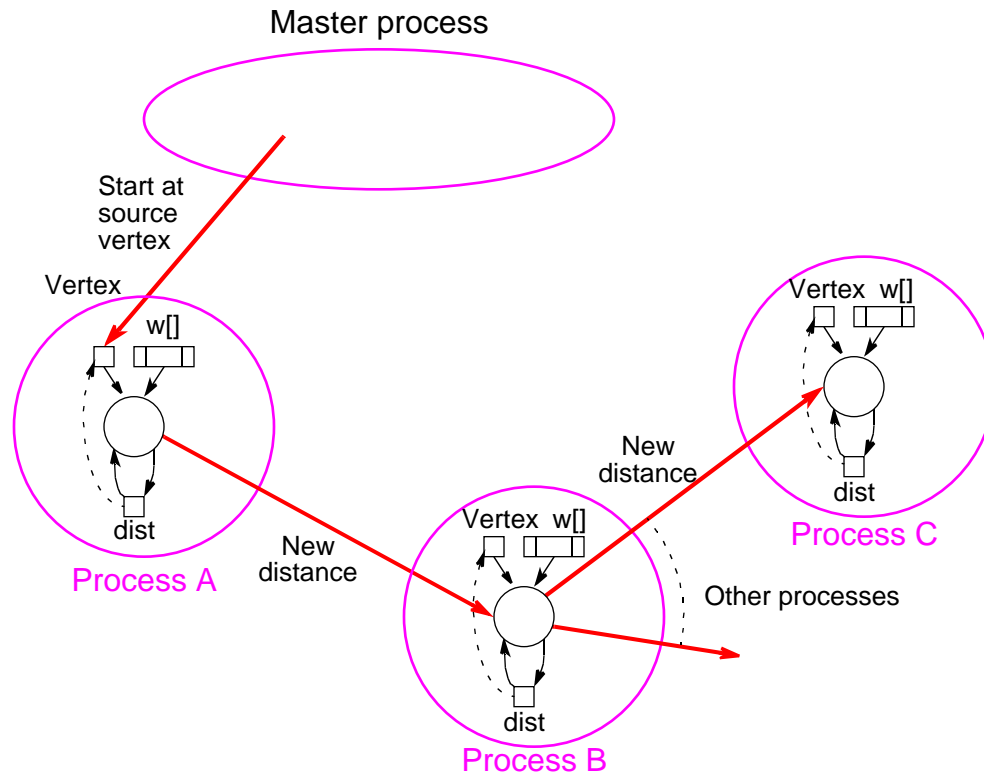 Master process
Start at
source
vertex
Vertex
w[]
dist
Process A
New
distance
Vertex w[]
dist
Process B
New
distance
Other processes
Vertex w[]
dist
Process C